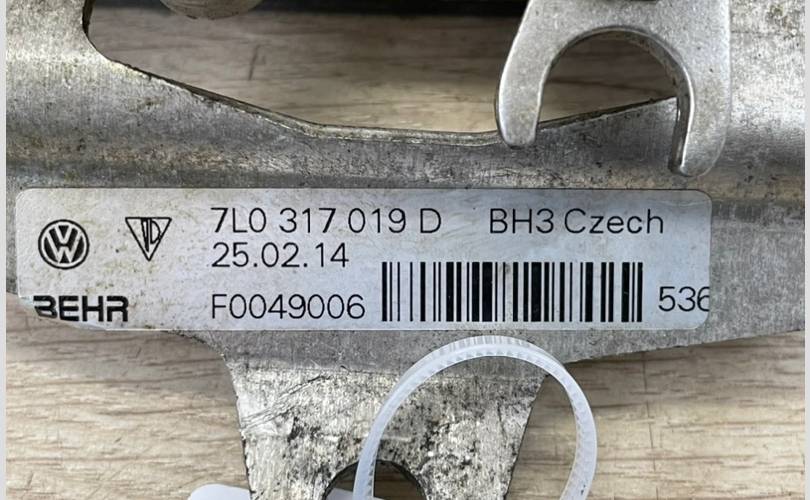 7L0 317 019 D BH3 Czech
25.02.14
BEHR F0049006 536